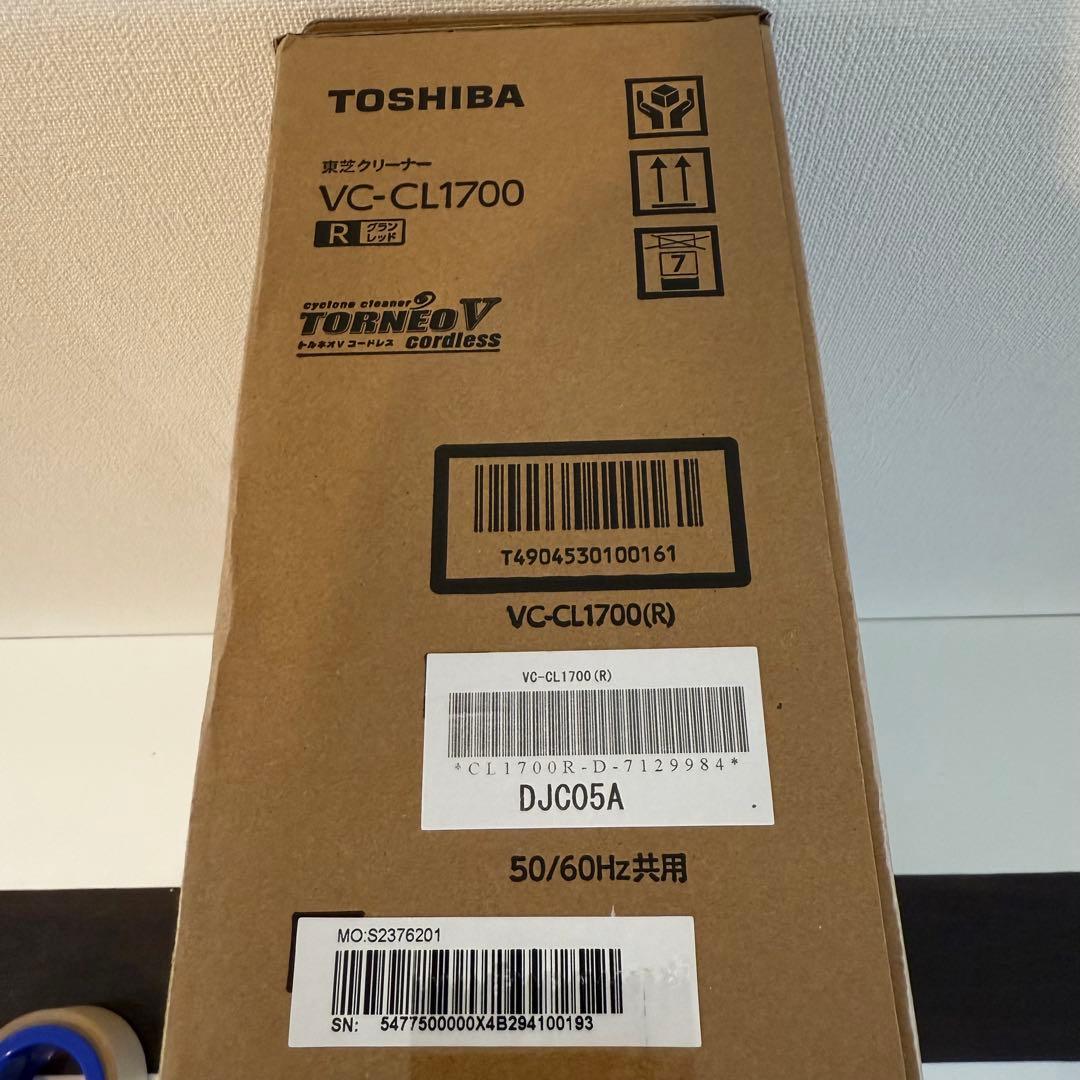 TOSHIBA
東芝クリーナー
VC-CL1700
R グランレッド
cyclone cleaner
TORNEO V
トルネオV コードレス cordless
7
T4904530100161
VC-CL1700(R)
VC-CL1700(R)
*CL1700R-D-7129984*
DJC05A
50/60Hz共用
MO:S2376201
SN: 5477500000X4B294100193